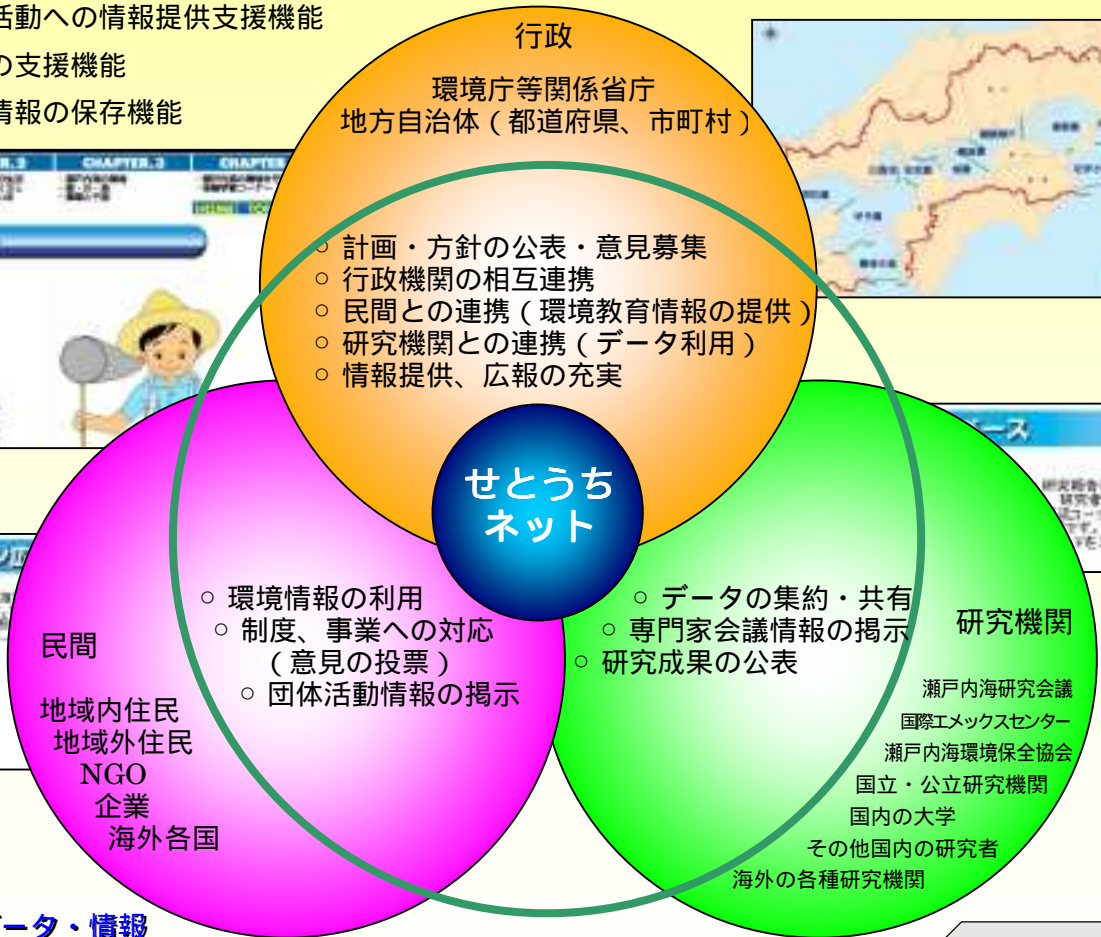 活動への情報提供支援機能
の支援機能
情報の保存機能
行政
環境庁等関係省庁
地方自治体（都道府県、市町村）
CHAPTER.3
CHAPTER
○ 計画・方針の公表・意見募集
○ 行政機関の相互連携
○ 民間との連携（環境教育情報の提供）
○ 研究機関との連携（データ利用）
○ 情報提供、広報の充実
せとうち
ネット
○ 環境情報の利用
○ 制度、事業への対応
（意見の投票）
○ 団体活動情報の掲示
民間
地域内住民
地域外住民
NGO
企業
海外各国
○ データの集約・共有
○ 専門家会議情報の掲示
○ 研究成果の公表
研究機関
瀬戸内海研究会議
国際エメックスセンター
瀬戸内海環境保全協会
国立・公立研究機関
国内の大学
その他国内の研究者
海外の各種研究機関
ース
データ・情報